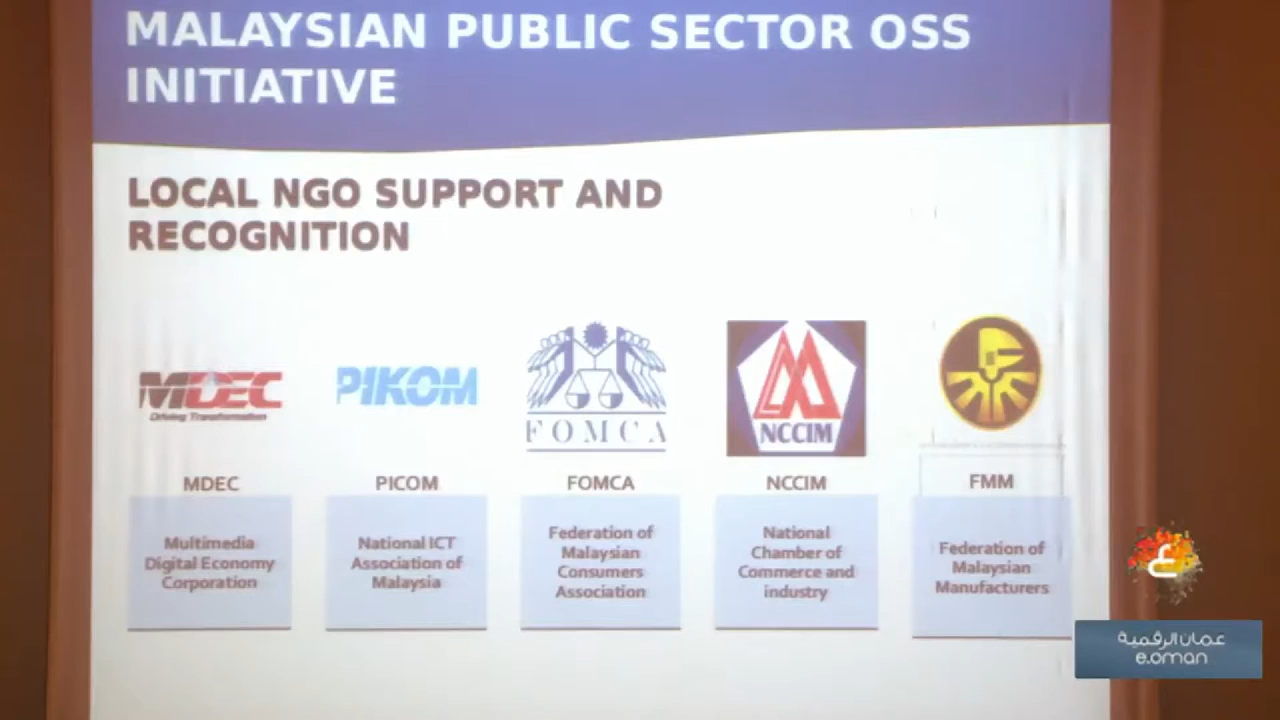 MALAYSIAN PUBLIC SECTOR OSS
INITIATIVE
LOCAL NGO SUPPORT AND
RECOGNITION
MDEC
Driving Transformation
PIKOM
FOMCA
NCCIM
MDEC
PICOM
FOMCA
NCCIM
FMM
Multimedia
Digital Economy
Corporation
National ICT
Association of
Malaysia
Federation of
Malaysian
Consumers
Association
National
Chamber of
Commerce and
industry
Federation of
Malaysian
Manufacturers
ع
عمان الرقمية
e.oman